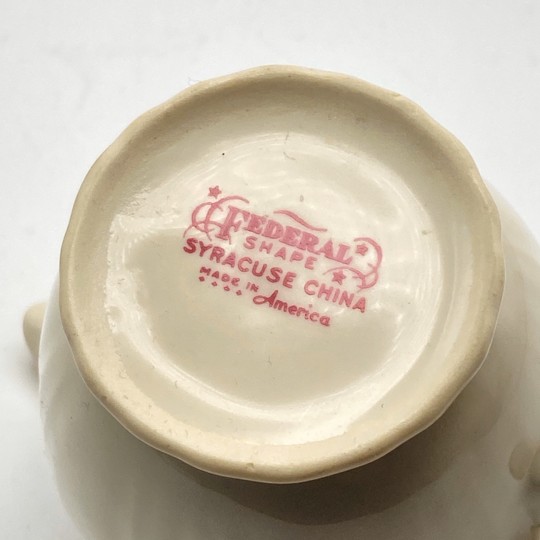 FEDERAL
SHAPE
SYRACUSE CHINA
MADE IN America